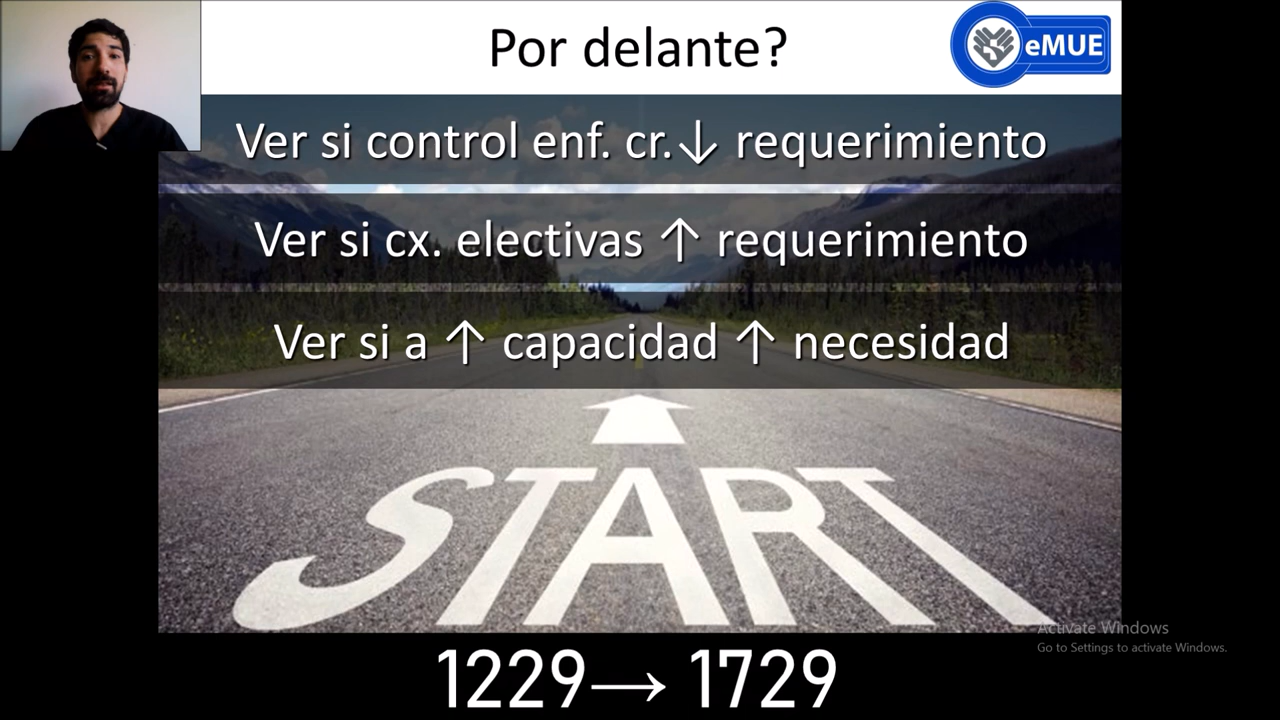 Por delante?
eMUE
Ver si control enf. cr.↓ requerimiento
Ver si cx. electivas ↑ requerimiento
Ver si a ↑ capacidad ↑ necesidad
START
Activate Windows
Go to Settings to activate Windows.
1229→ 1729